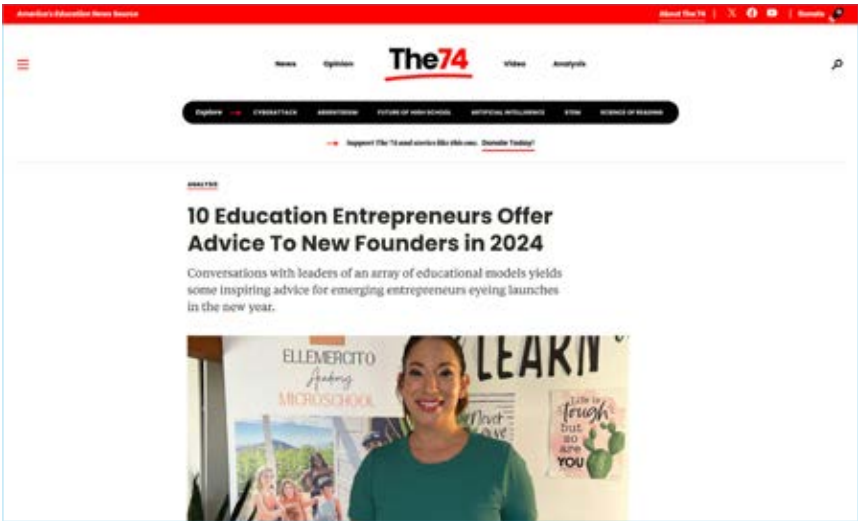 America's Education News Source
About The 74 | | Donate
News Opinion The74 Video Analysis
Explore CYBERATTACK ABSENTEEISM FUTURE OF HIGH SCHOOL ARTIFICIAL INTELLIGENCE STEM SCIENCE OF READING
Support The 74 and stories like this one. Donate Today!
ANALYSIS
10 Education Entrepreneurs Offer
Advice To New Founders in 2024
Conversations with leaders of an array of educational models yields
some inspiring advice for emerging entrepreneurs eyeing launches
in the new year.
ELLEMERCITO
Academy
MICROSCHOOL
LEARN
Never
give
Life is
tough
but
so
are
YOU